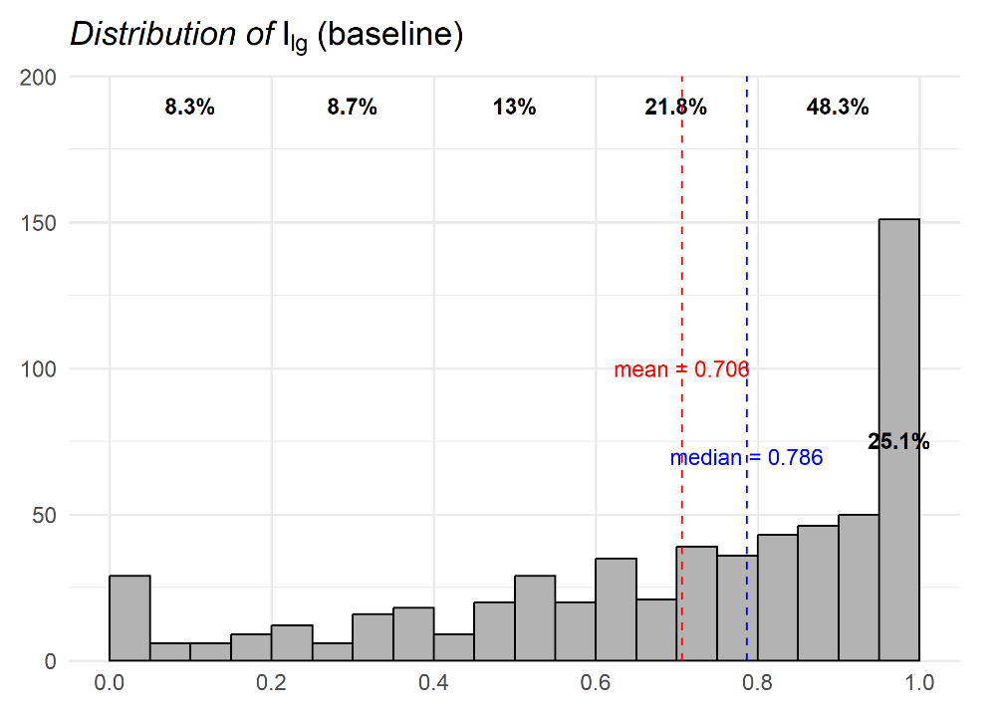 Distribution of Ilg (baseline)
200
8.3% 8.7% 13% 21.8% 48.3%
150
100
mean = 0.706
25.1%
median = 0.786
50
0
0.0 0.2 0.4 0.6 0.8 1.0